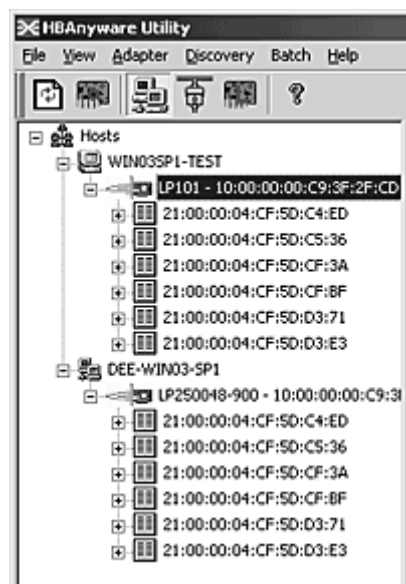 HBAnyware Utility
File View Adapter Discovery Batch Help
?
Hosts
WIN03SP1-TEST
LP101 - 10:00:00:00:C9:3F:2F:CD
21:00:00:04:CF:5D:C4:ED
21:00:00:04:CF:5D:C5:36
21:00:00:04:CF:5D:CF:3A
21:00:00:04:CF:5D:CF:BF
21:00:00:04:CF:5D:D3:71
21:00:00:04:CF:5D:D3:E3
DEE-WIN03-SP1
LP250048-900 - 10:00:00:00:C9:3
21:00:00:04:CF:5D:C4:ED
21:00:00:04:CF:5D:C5:36
21:00:00:04:CF:5D:CF:3A
21:00:00:04:CF:5D:CF:BF
21:00:00:04:CF:5D:D3:71
21:00:00:04:CF:5D:D3:E3